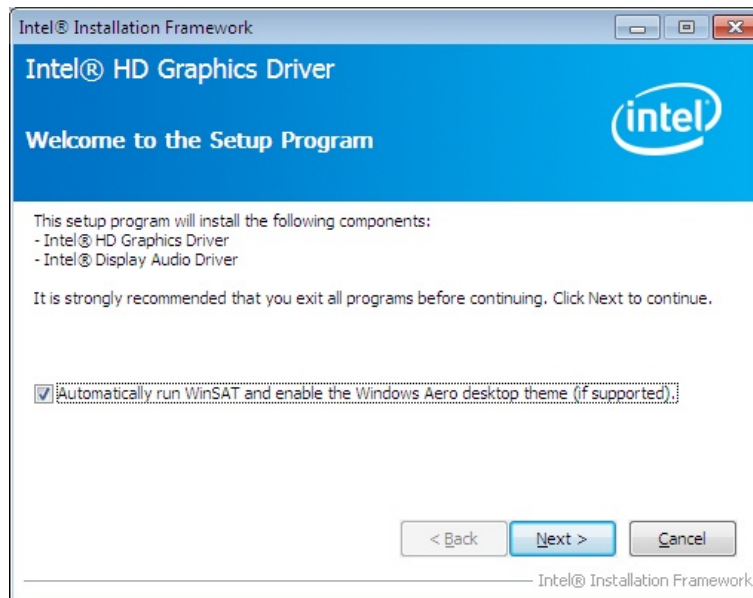 Intel® Installation Framework
Intel® HD Graphics Driver
intel®
Welcome to the Setup Program
This setup program will install the following components:
- Intel® HD Graphics Driver
- Intel® Display Audio Driver
It is strongly recommended that you exit all programs before continuing. Click Next to continue.
Automatically run WinSAT and enable the Windows Aero desktop theme (if supported).
< Back Next > Cancel
Intel® Installation Framework